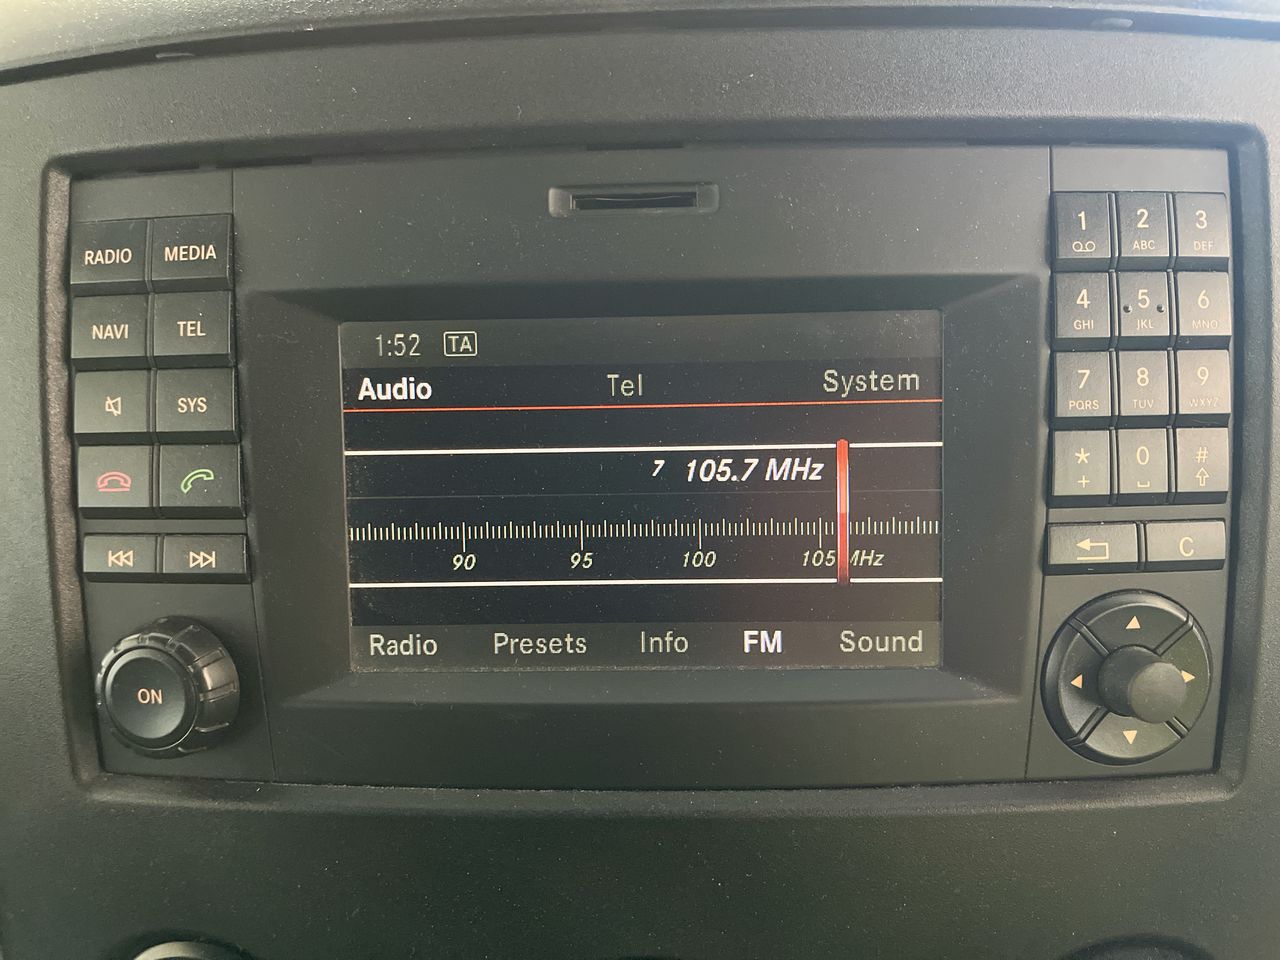 RADIO MEDIA
NAVI TEL
SYS
ON
1:52 TA
Audio Tel System
7 105.7 MHz
90 95 100 105 MHz
Radio Presets Info FM Sound
1 2 3
ABC DEF
4 5 6
GHI JKL MNO
7 8 9
PQRS TUV WXYZ
* 0 #
+
C